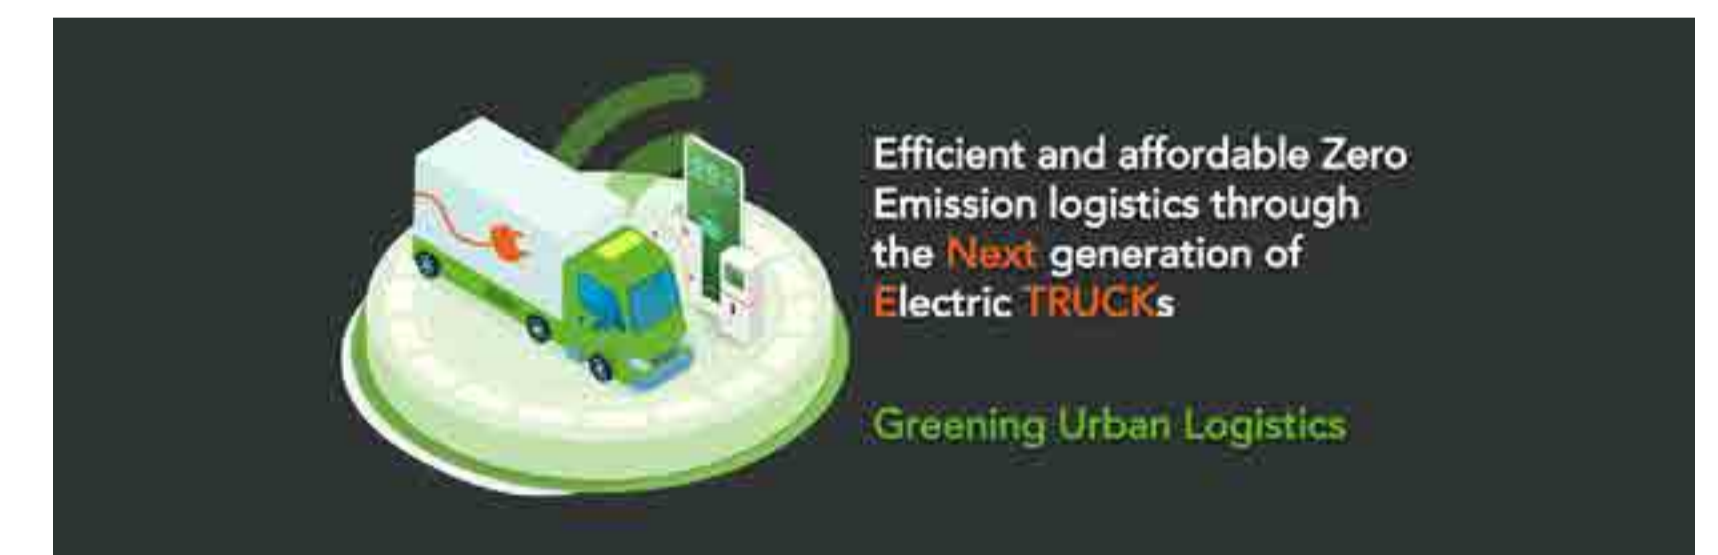 Efficient and affordable Zero
Emission logistics through
the Next generation of
Electric TRUCKs
Greening Urban Logistics